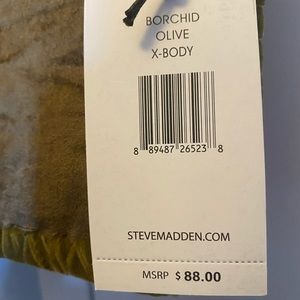 BORCHID
OLIVE
X-BODY
8 89487 26523 8
STEVEMADDEN.COM
MSRP $ 88.00